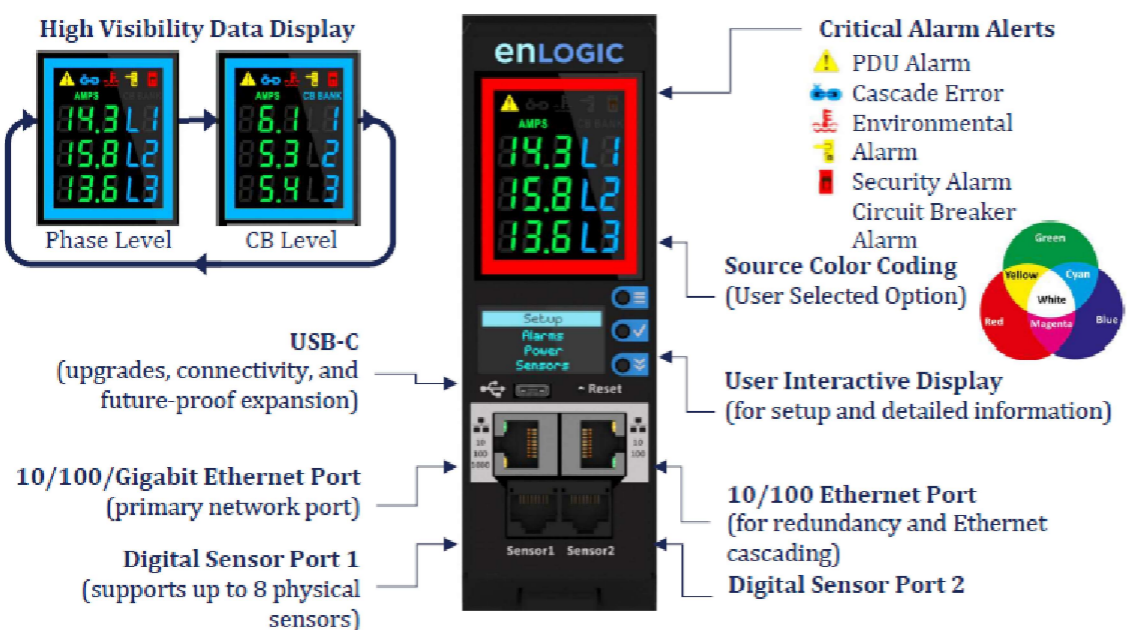 High Visibility Data Display
AMPS
14.3 L1
15.8 L2
13.6 L3
Phase Level
AMPS CB BANK
6.1 1
5.3 2
5.4 3
CB Level
enLOGIC
AMPS CB BANK
14.3 L1
15.8 L2
13.6 L3
Setup
Alarms
Power
Sensors
Reset
10
100
1000
10
100
Sensor1 Sensor2
Critical Alarm Alerts
PDU Alarm
Cascade Error
Environmental
Alarm
Security Alarm
Circuit Breaker
Alarm
Source Color Coding
(User Selected Option)
Green
Yellow
Cyan
White
Red
Magenta
Blue
USB-C
(upgrades, connectivity, and
future-proof expansion)
User Interactive Display
(for setup and detailed information)
10/100/Gigabit Ethernet Port
(primary network port)
10/100 Ethernet Port
(for redundancy and Ethernet
cascading)
Digital Sensor Port 1
(supports up to 8 physical
sensors)
Digital Sensor Port 2